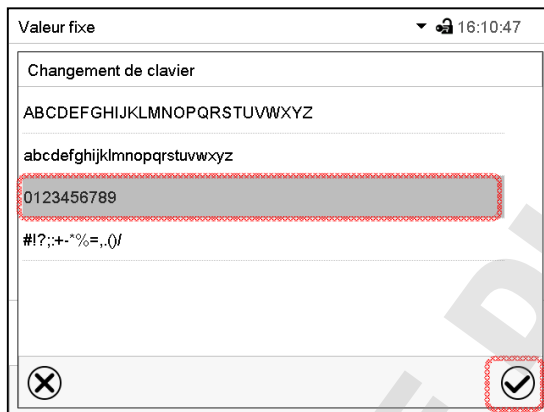 Valeur fixe 16:10:47
Changement de clavier
ABCDEFGHIJKLMNOPQRSTUVWXYZ
abcdefghijklmnopqrstuvwxyz
0123456789
#!?;:+-*%=,.()/